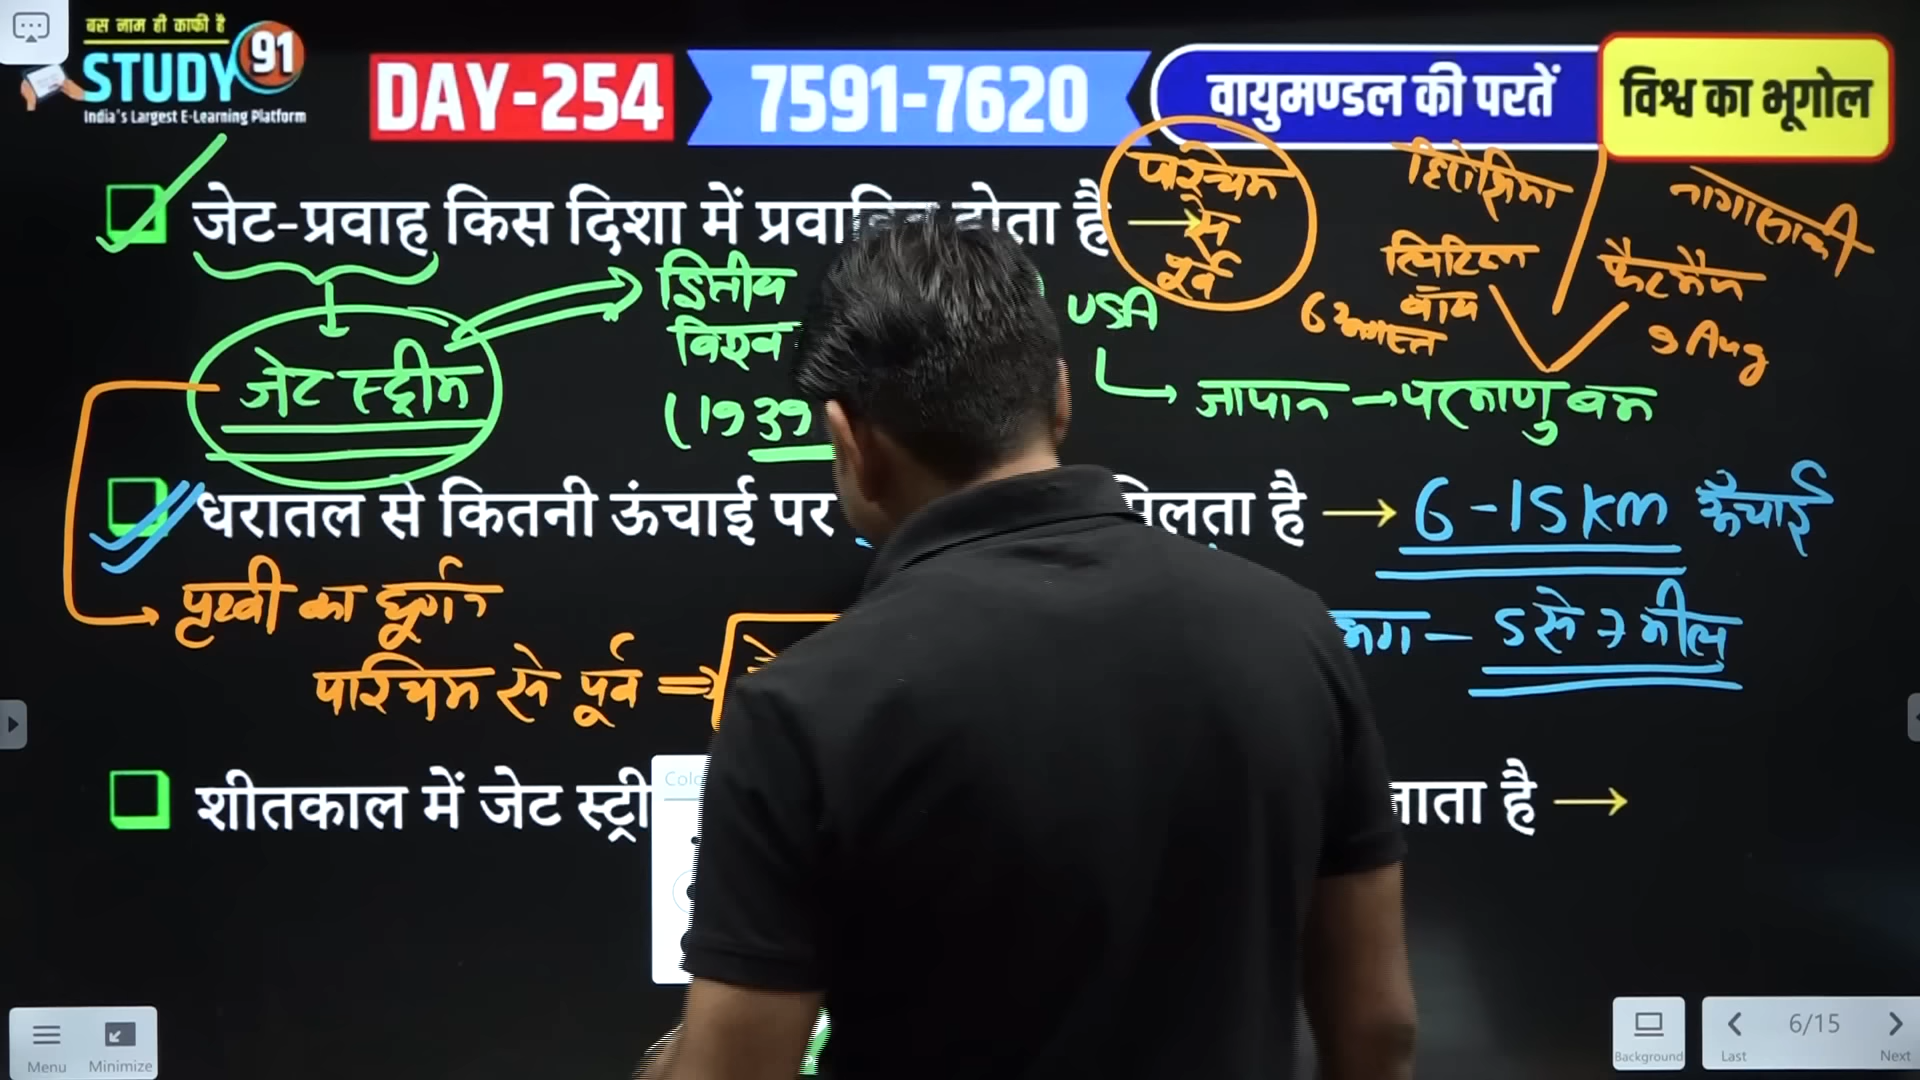 बस नाम ही काफी है
STUDY 91
India's Largest E-Learning Platform
DAY-254
7591-7620
वायुमण्डल की परतें
विश्व का भूगोल
जेट-प्रवाह किस दिशा में होता है →
पश्चिम
से
पूर्व
हिरोशिमा
नागासाकी
लिटिल
बॉय
6 अगस्त
फैटमैन
9 Aug
जेट स्ट्रीम
द्वितीय
विश्व
(1939
USA
जापान → परमाणु बम
धरातल से कितनी ऊंचाई पर है → 6-15 km ऊँचाई
5 से 7 मील
पृथ्वी का घूर्णन
पश्चिम से पूर्व ⇒
शीतकाल में जेट है →
Menu
Minimize
Background
Last
6/15
Next